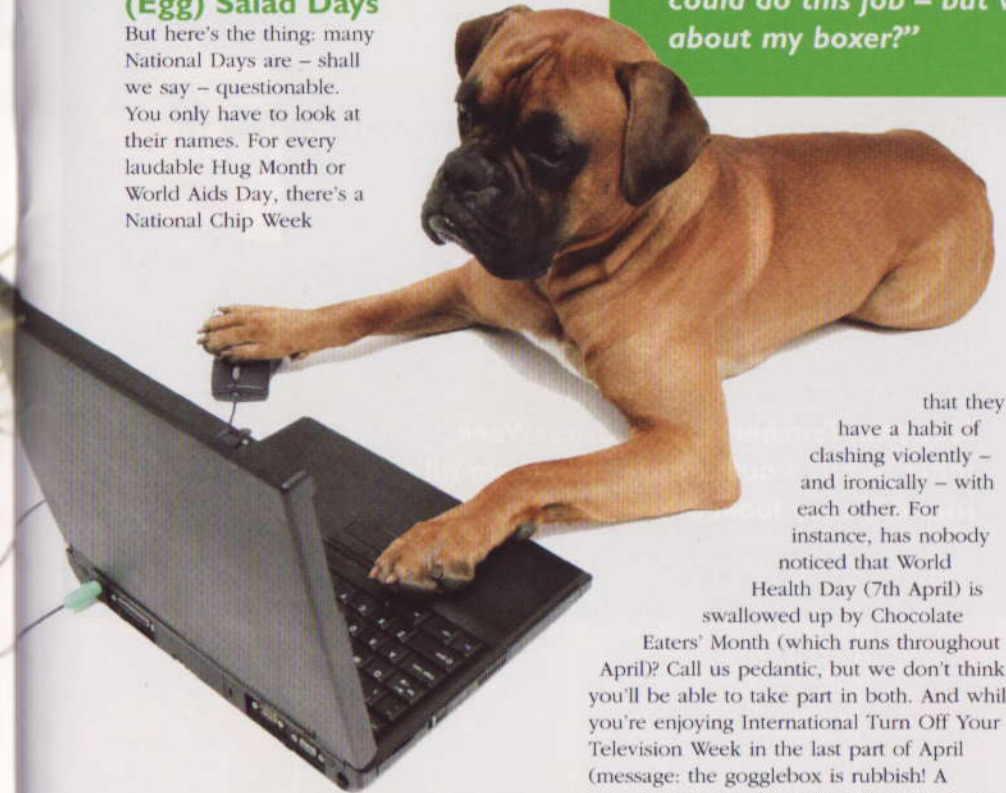 (Egg) Salad Days
But here's the thing: many
National Days are – shall
we say – questionable.
You only have to look at
their names. For every
laudable Hug Month or
World Aids Day, there's a
National Chip Week
could do this job – but
about my boxer?”
that they
have a habit of
clashing violently –
and ironically – with
each other. For
instance, has nobody
noticed that World
Health Day (7th April) is
swallowed up by Chocolate
Eaters' Month (which runs throughout
April)? Call us pedantic, but we don't think
you'll be able to take part in both. And whil
you're enjoying International Turn Off Your
Television Week in the last part of April
(message: the gogglebox is rubbish! A